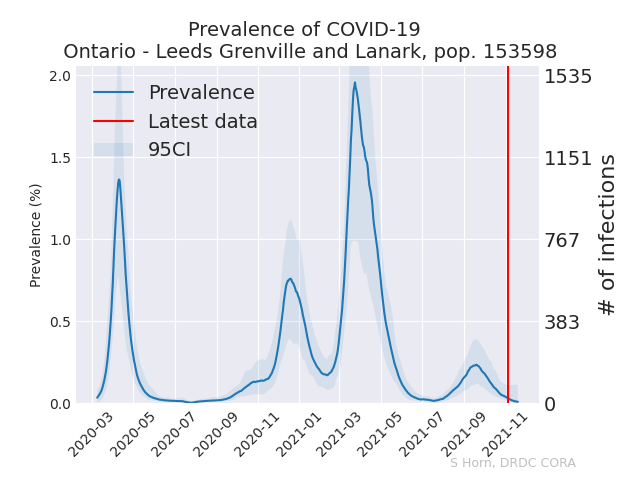 Prevalence of COVID-19
Ontario - Leeds Grenville and Lanark, pop. 153598
Prevalence
Latest data
95CI
Prevalence (%)
2.0
1.5
1.0
0.5
0.0
1535
1151
767
383
0
# of infections
2020-03
2020-05
2020-07
2020-09
2020-11
2021-01
2021-03
2021-05
2021-07
2021-09
2021-11
S Horn, DRDC CORA